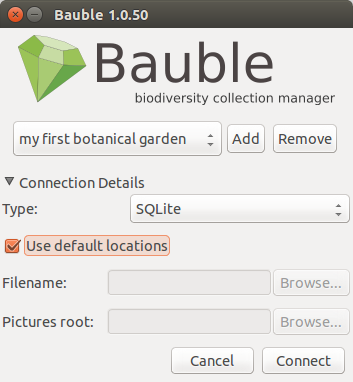 Bauble 1.0.50
Bauble
biodiversity collection manager
my first botanical garden Add Remove
Connection Details
Type: SQLite
Use default locations
Filename: Browse...
Pictures root: Browse...
Cancel Connect